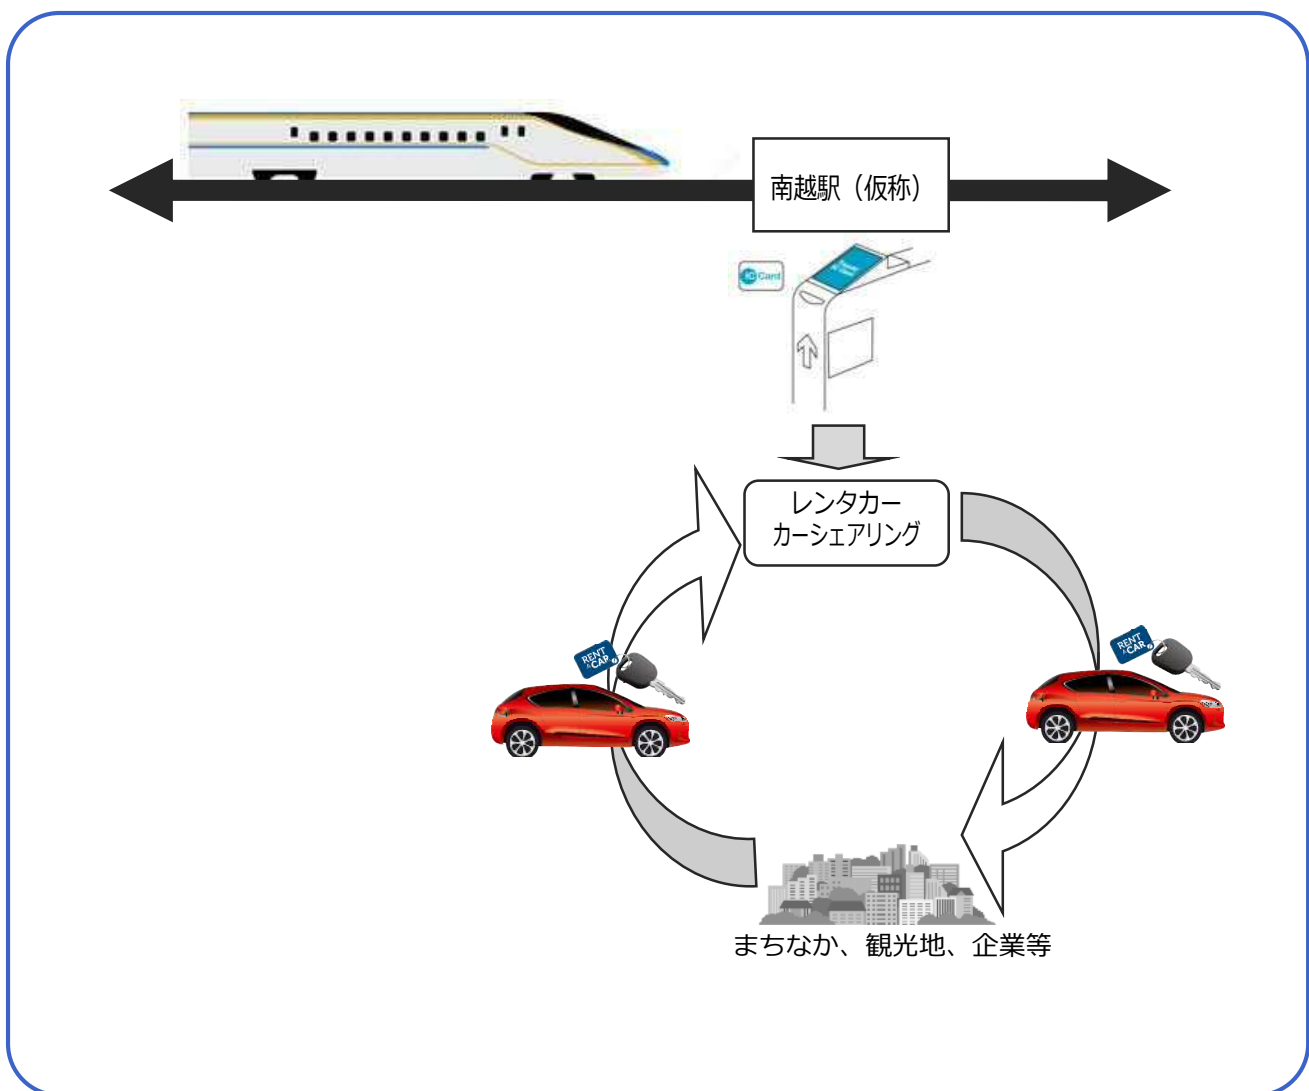 南越駅（仮称）
IC Card
レンタカー
カーシェアリング
RENT
A CAR
RENT
A CAR
まちなか、観光地、企業等